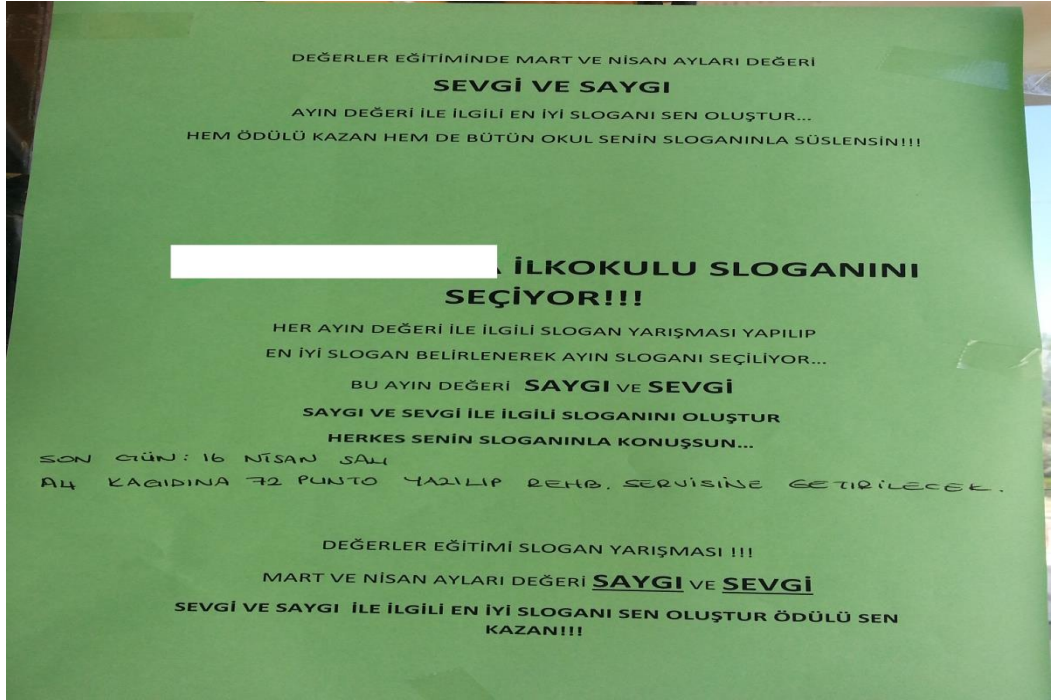 DEĞERLER EĞİTİMİNDE MART VE NİSAN AYLARI DEĞERİ
SEVGİ VE SAYGI
AYIN DEĞERİ İLE İLGİLİ EN İYİ SLOGANI SEN OLUŞTUR...
HEM ÖDÜLÜ KAZAN HEM DE BÜTÜN OKUL SENİN SLOGANINLA SÜSLENSİN!!!
İLKOKULU SLOGANINI
SEÇİYOR!!!
HER AYIN DEĞERİ İLE İLGİLİ SLOGAN YARIŞMASI YAPILIP
EN İYİ SLOGAN BELİRLENEREK AYIN SLOGANI SEÇİLİYOR...
BU AYIN DEĞERİ SAYGI VE SEVGİ
SAYGI VE SEVGİ İLE İLGİLİ SLOGANINI OLUŞTUR
HERKES SENİN SLOGANINLA KONUŞSUN...
SON GÜN: 16 NİSAN SALI
A4 KAGIDINA 72 PUNTO YAZILIP REHB. SERVİSİNE GETİRİLECEK.
DEĞERLER EĞİTİMİ SLOGAN YARIŞMASI !!!
MART VE NİSAN AYLARI DEĞERİ SAYGI VE SEVGİ
SEVGİ VE SAYGI İLE İLGİLİ EN İYİ SLOGANI SEN OLUŞTUR ÖDÜLÜ SEN
KAZAN!!!